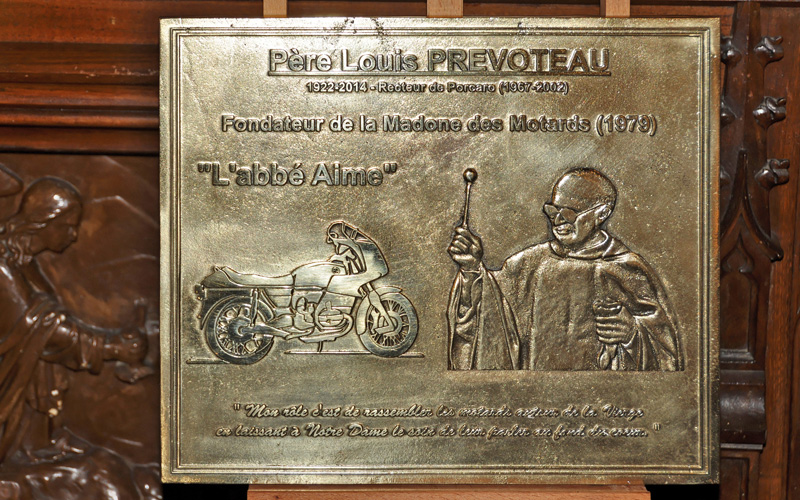 Père Louis PREVOTEAU
1922-2014 - Recteur de Porcaro (1967-2002)
Fondateur de la Madone des Motards (1979)
"L'abbé Aime"
" Mon rôle c'est de rassembler les motards autour de la Vierge
en laissant à Notre Dame le soin de leur parler au fond du coeur. "